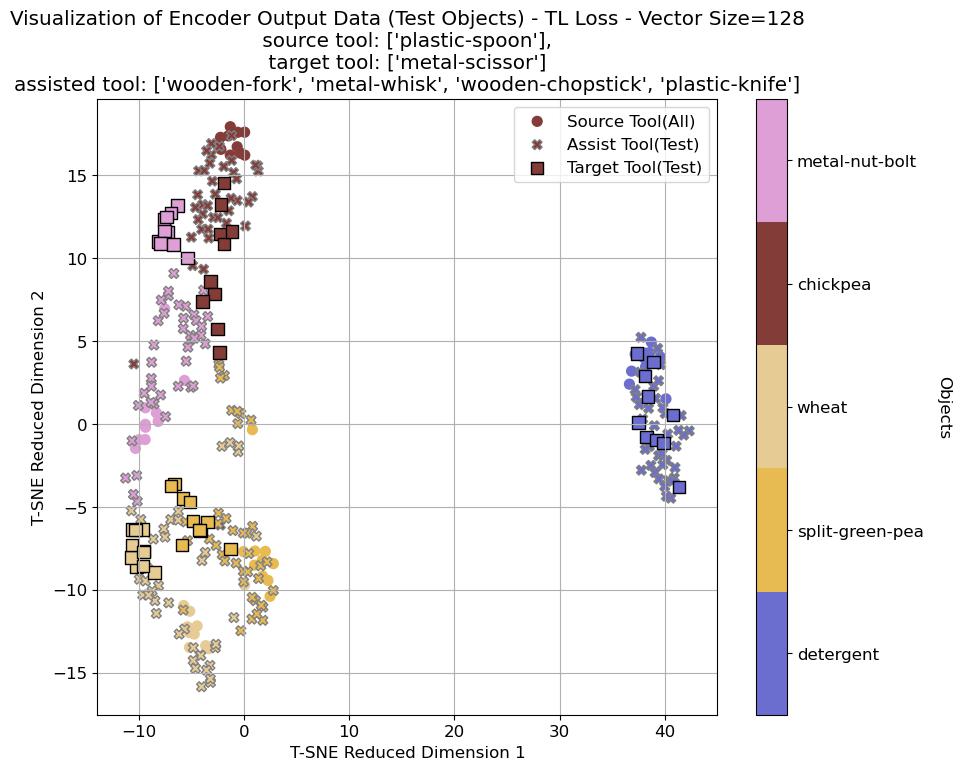 Visualization of Encoder Output Data (Test Objects) - TL Loss - Vector Size=128
source tool: ['plastic-spoon'],
target tool: ['metal-scissor']
assisted tool: ['wooden-fork', 'metal-whisk', 'wooden-chopstick', 'plastic-knife']
Source Tool(All)
Assist Tool(Test)
Target Tool(Test)
T-SNE Reduced Dimension 2
15
10
5
0
−5
−10
−15
−10
0
10
20
30
40
T-SNE Reduced Dimension 1
metal-nut-bolt
chickpea
wheat
split-green-pea
detergent
Objects